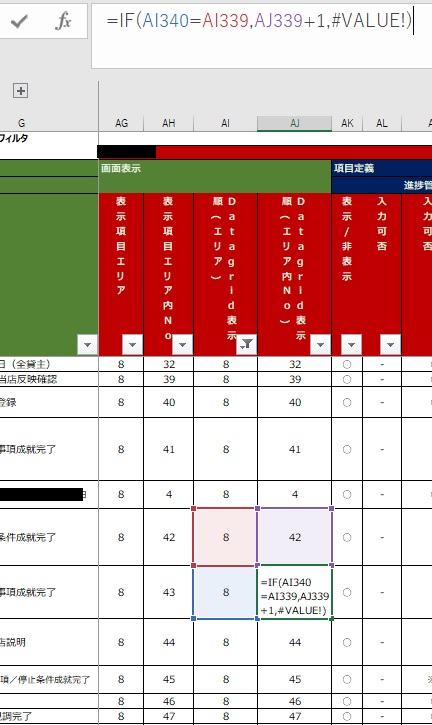 fx =IF(AI340=AI339,AJ339+1,#VALUE!)
G AG AH AI AJ AK AL
フィルタ
画面表示 項目定義
進捗管
表示項目エリア 表示項目エリア内No Datagrid表示順（エリア） Datagrid表示順（エリア内No） 表示/非表示 入力可否 入力可否
日（全貸主） 8 32 8 32 ○ -
当店反映確認 8 39 8 39 ○ -
登録 8 40 8 40 ○ -
事項成就完了 8 41 8 41 ○ -
8 4 8 4 ○ -
条件成就完了 8 42 8 42 ○ -
事項成就完了 8 43 8 =IF(AI340
=AI339,AJ339
+1,#VALUE!) ○ -
店説明 8 44 8 44 ○ -
項／停止条件成就完了 8 45 8 45 ○ - ※
8 46 8 46 ○ -
調完了 8 47 8 47 ○ -